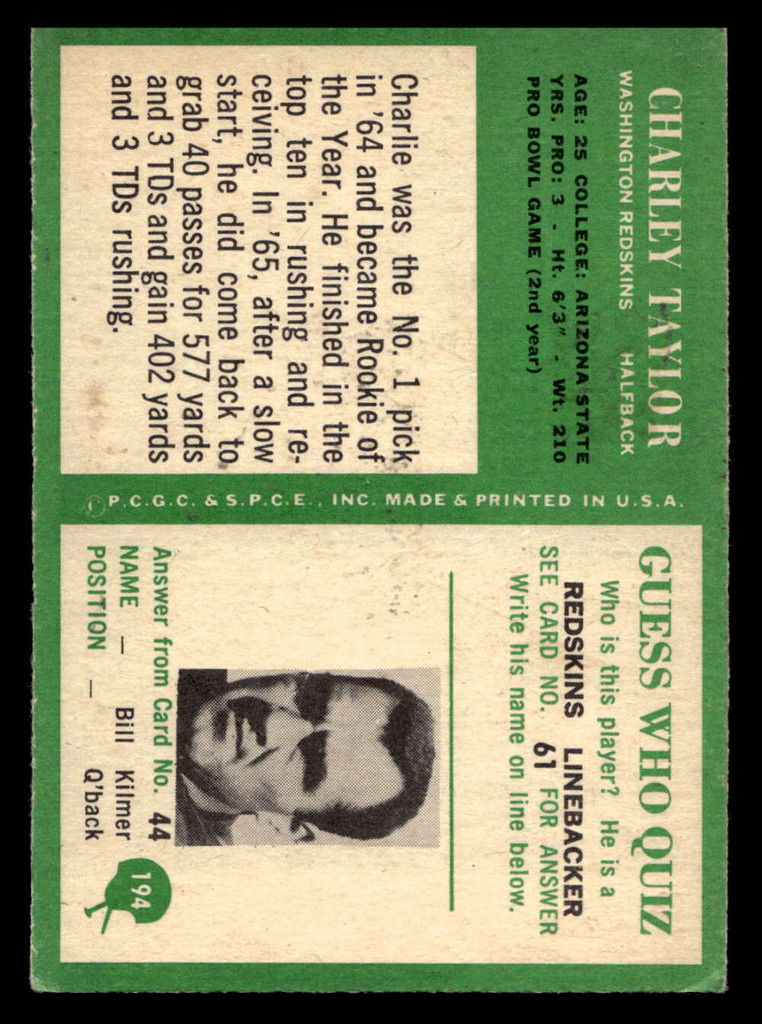 CHARLEY TAYLOR
WASHINGTON REDSKINS HALFBACK
AGE: 25 COLLEGE: ARIZONA STATE
YRS. PRO: 3 - Ht. 6'3" - Wt. 210
PRO BOWL GAME (2nd year)
Charlie was the No. 1 pick
in '64 and became Rookie of
the Year. He finished in the
top ten in rushing and re-
ceiving. In '65, after a slow
start, he did come back to
grab 40 passes for 577 yards
and 3 TDs and gain 402 yards
and 3 TDs rushing.
© P.C.G.C. & S.P.C.E., INC. MADE & PRINTED IN U.S.A.
GUESS WHO QUIZ
Who is this player? He is a
REDSKINS LINEBACKER
SEE CARD NO. 61 FOR ANSWER
Write his name on line below.
Answer from Card No. 44
NAME — Bill Kilmer
POSITION — Q'back
194